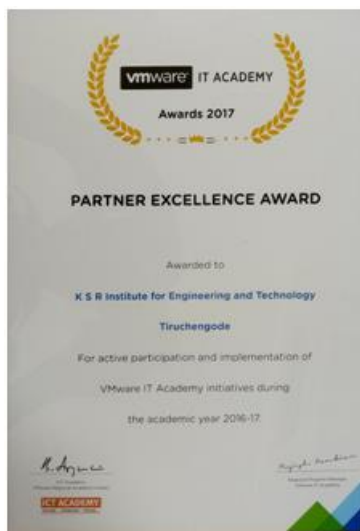 vmware IT ACADEMY
Awards 2017
PARTNER EXCELLENCE AWARD
Awarded to
K S R Institute for Engineering and Technology
Tiruchengode
For active participation and implementation of
VMware IT Academy initiatives during
the academic year 2016-17.
ICT ACADEMY